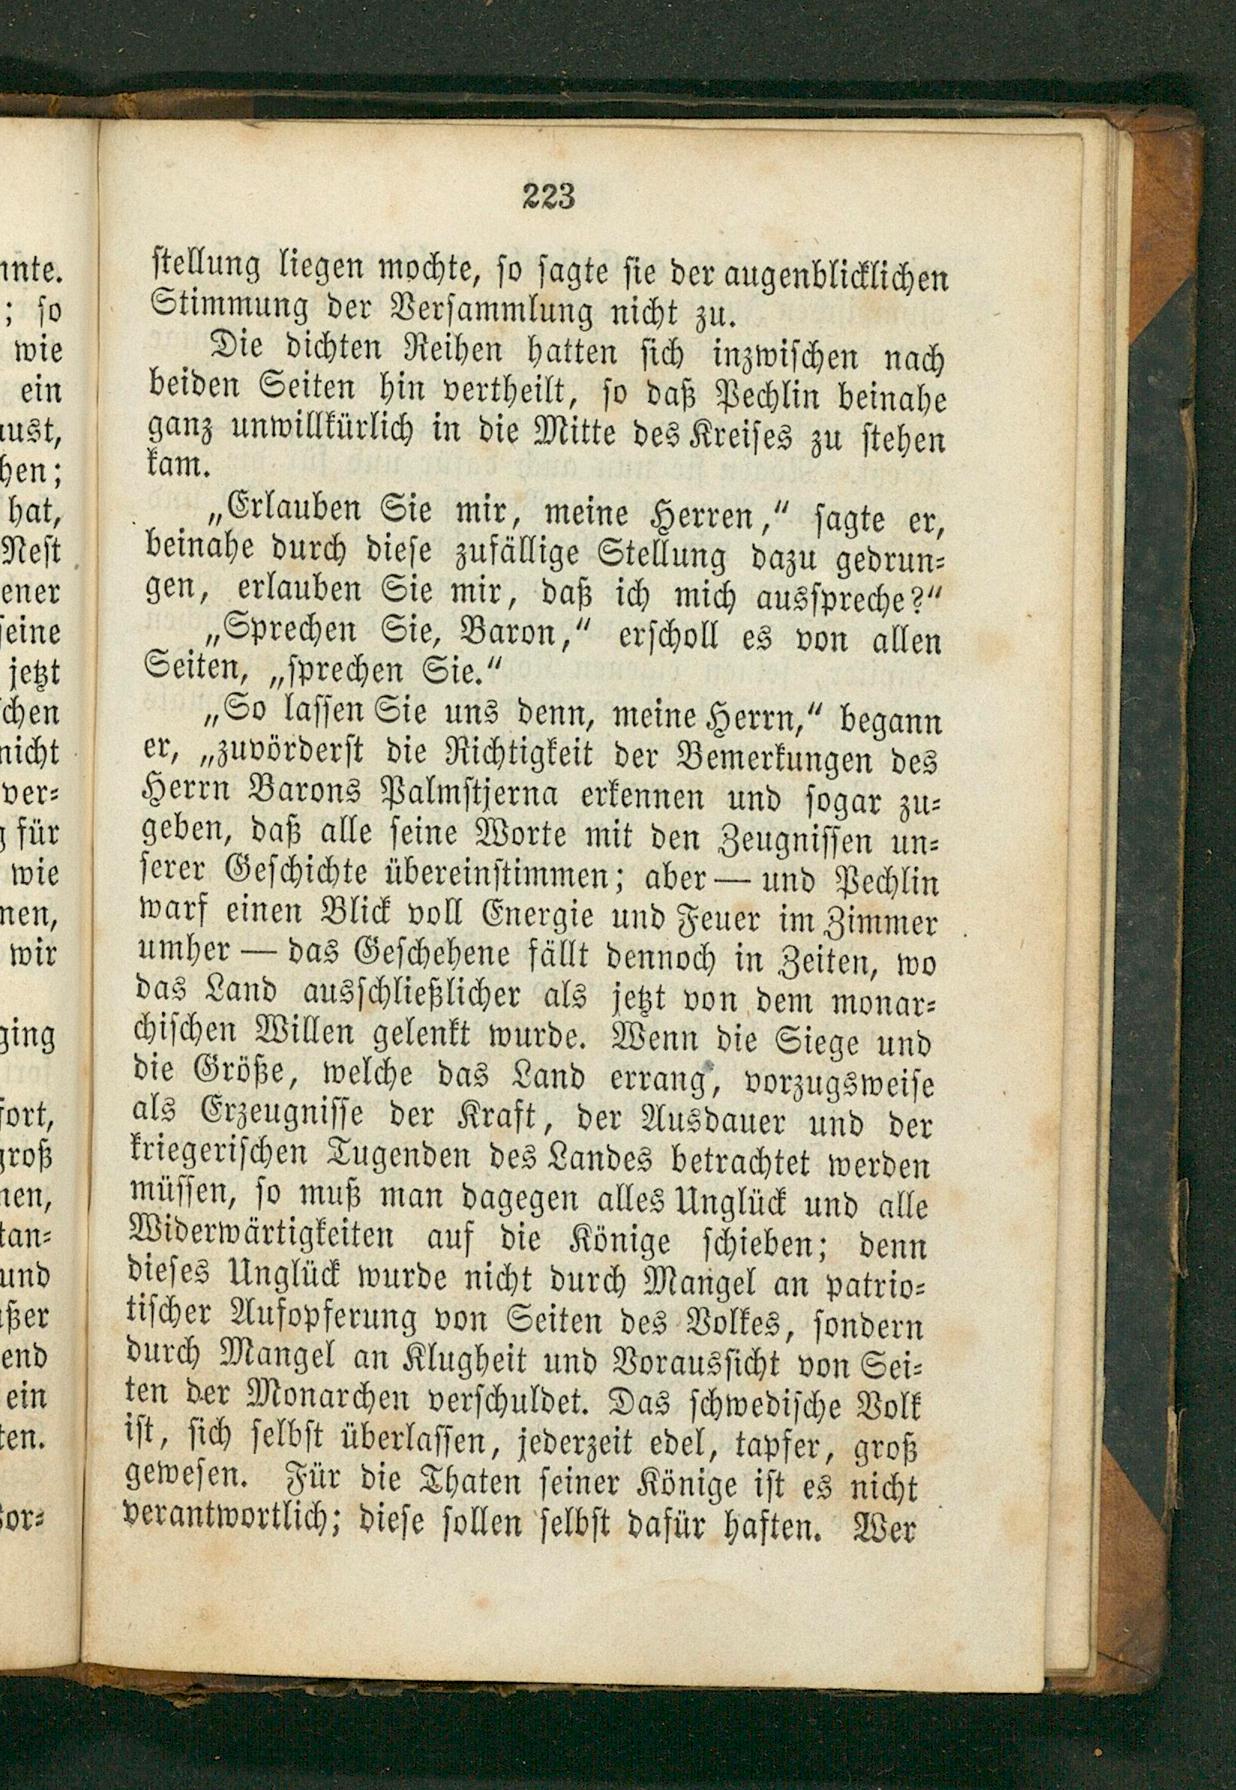 223
stellung liegen mochte, so sagte sie der augenblicklichen
Stimmung der Versammlung nicht zu.
Die dichten Reihen hatten sich inzwischen nach
beiden Seiten hin vertheilt, so daß Pechlin beinahe
ganz unwillkürlich in die Mitte des Kreises zu stehen
kam.
„Erlauben Sie mir, meine Herren,“ sagte er,
beinahe durch diese zufällige Stellung dazu gedrun-
gen, erlauben Sie mir, daß ich mich ausspreche?“
„Sprechen Sie, Baron,“ erscholl es von allen
Seiten, „sprechen Sie.“
„So lassen Sie uns denn, meine Herrn,“ begann
er, „zuvörderst die Richtigkeit der Bemerkungen des
Herrn Barons Palmstjerna erkennen und sogar zu-
geben, daß alle seine Worte mit den Zeugnissen un-
serer Geschichte übereinstimmen; aber — und Pechlin
warf einen Blick voll Energie und Feuer im Zimmer
umher — das Geschehene fällt dennoch in Zeiten, wo
das Land ausschließlicher als jetzt von dem monar-
chischen Willen gelenkt wurde. Wenn die Siege und
die Größe, welche das Land errang, vorzugsweise
als Erzeugnisse der Kraft, der Ausdauer und der
kriegerischen Tugenden des Landes betrachtet werden
müssen, so muß man dagegen alles Unglück und alle
Widerwärtigkeiten auf die Könige schieben; denn
dieses Unglück wurde nicht durch Mangel an patrio-
tischer Aufopferung von Seiten des Volkes, sondern
durch Mangel an Klugheit und Voraussicht von Sei-
ten der Monarchen verschuldet. Das schwedische Volk
ist, sich selbst überlassen, jederzeit edel, tapfer, groß
gewesen. Für die Thaten seiner Könige ist es nicht
verantwortlich; diese sollen selbst dafür haften. Wer